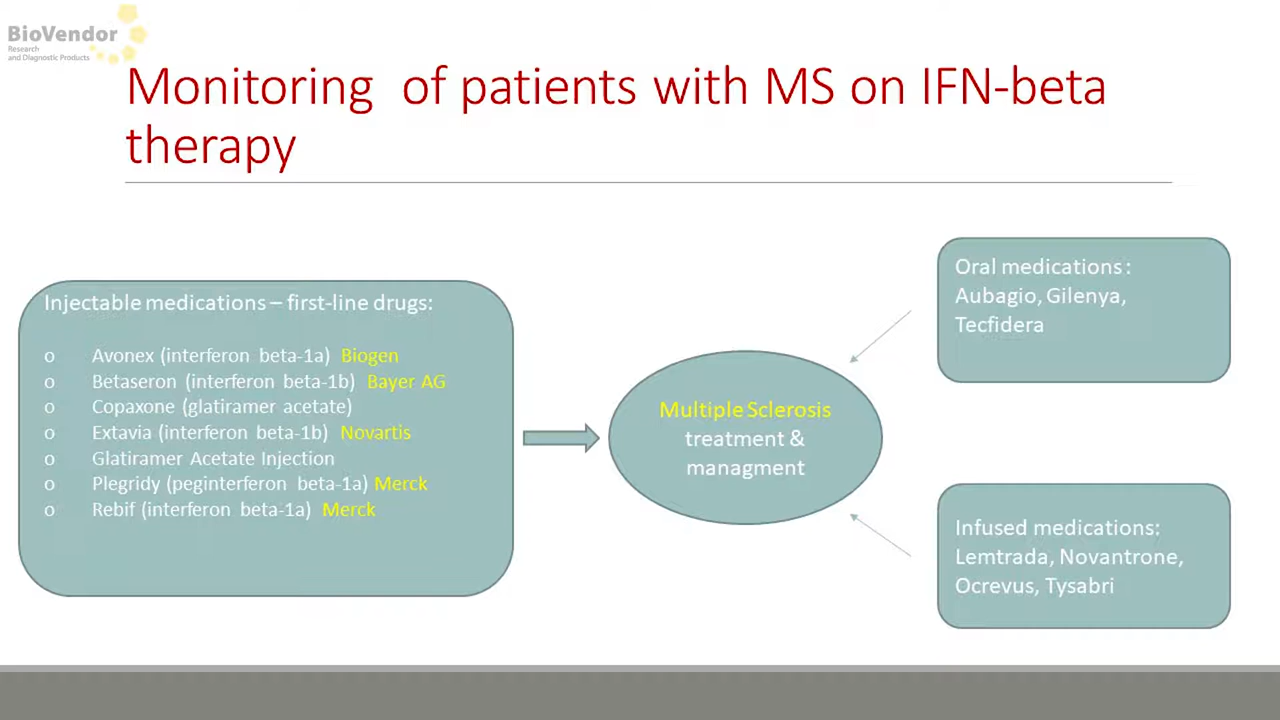 BioVendor
Research
and Diagnostic Products
Monitoring of patients with MS on IFN-beta
therapy
Injectable medications – first-line drugs:
o Avonex (interferon beta-1a) Biogen
o Betaseron (interferon beta-1b) Bayer AG
o Copaxone (glatiramer acetate)
o Extavia (interferon beta-1b) Novartis
o Glatiramer Acetate Injection
o Plegridy (peginterferon beta-1a) Merck
o Rebif (interferon beta-1a) Merck
Multiple Sclerosis
treatment &
managment
Oral medications :
Aubagio, Gilenya,
Tecfidera
Infused medications:
Lemtrada, Novantrone,
Ocrevus, Tysabri